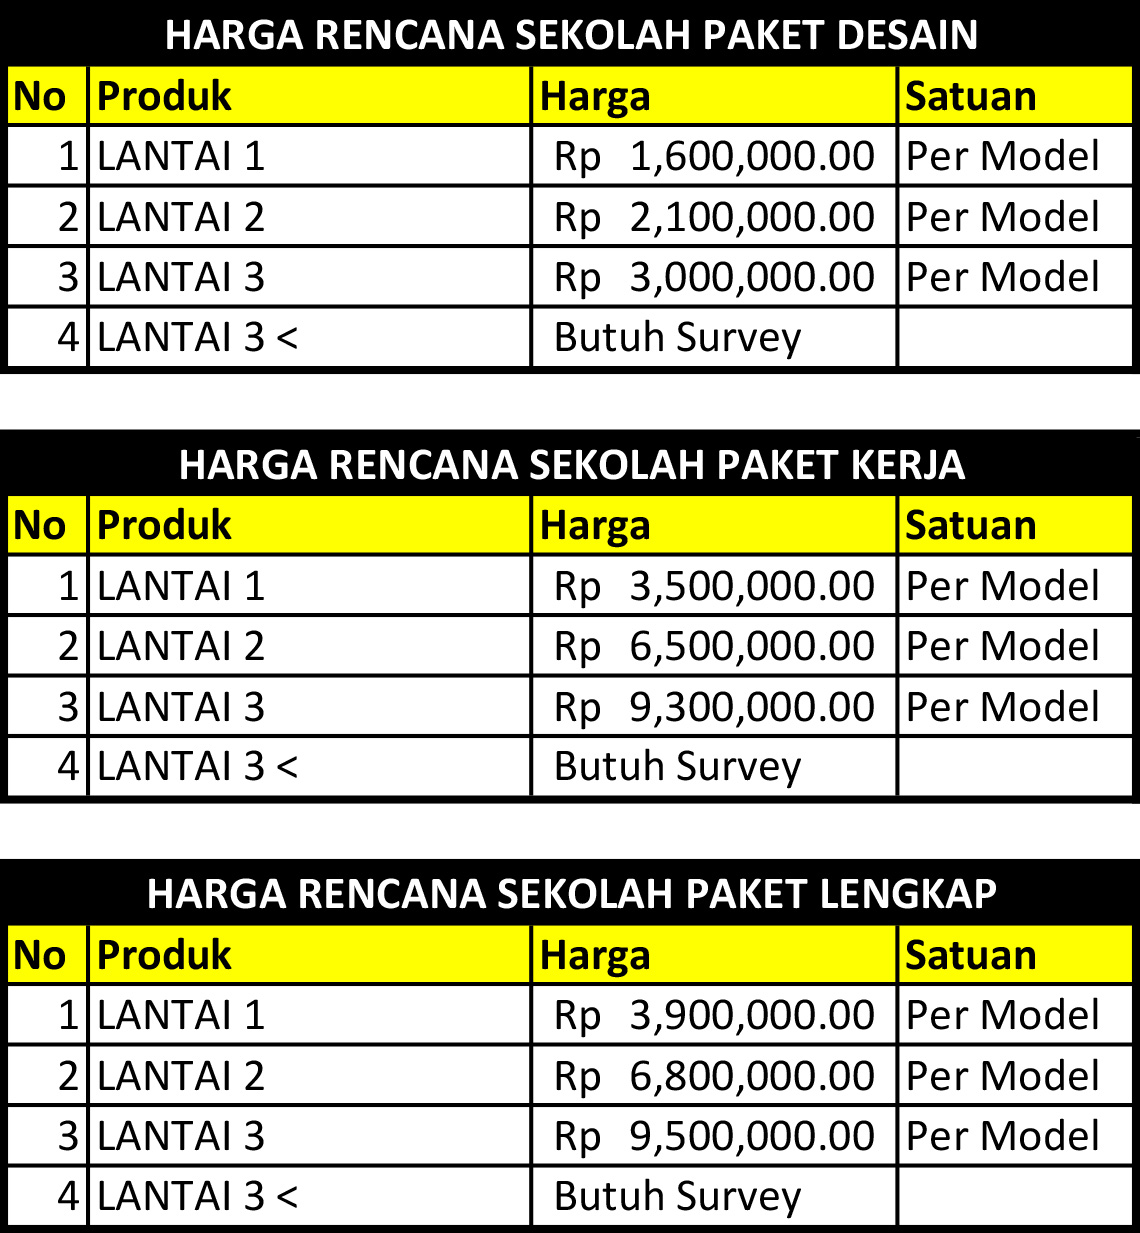 HARGA RENCANA SEKOLAH PAKET DESAIN
No Produk Harga Satuan
1 LANTAI 1 Rp 1,600,000.00 Per Model
2 LANTAI 2 Rp 2,100,000.00 Per Model
3 LANTAI 3 Rp 3,000,000.00 Per Model
4 LANTAI 3 < Butuh Survey
HARGA RENCANA SEKOLAH PAKET KERJA
No Produk Harga Satuan
1 LANTAI 1 Rp 3,500,000.00 Per Model
2 LANTAI 2 Rp 6,500,000.00 Per Model
3 LANTAI 3 Rp 9,300,000.00 Per Model
4 LANTAI 3 < Butuh Survey
HARGA RENCANA SEKOLAH PAKET LENGKAP
No Produk Harga Satuan
1 LANTAI 1 Rp 3,900,000.00 Per Model
2 LANTAI 2 Rp 6,800,000.00 Per Model
3 LANTAI 3 Rp 9,500,000.00 Per Model
4 LANTAI 3 < Butuh Survey